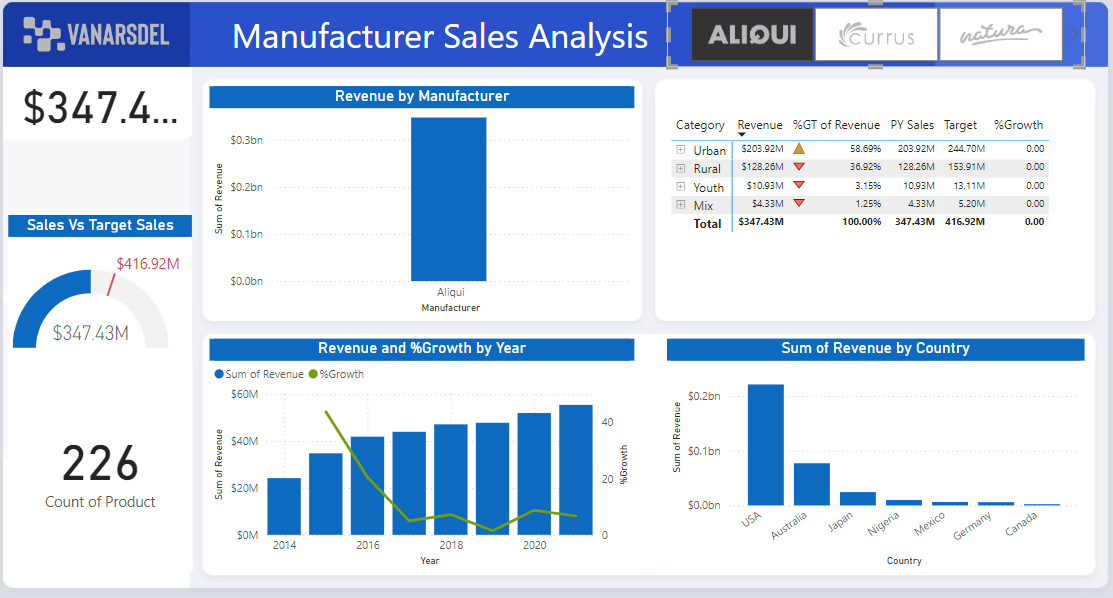 VANARSDEL
Manufacturer Sales Analysis
ALIQUI
currus
natura
$347.4...
Sales Vs Target Sales
$416.92M
$347.43M
226
Count of Product
Revenue by Manufacturer
Sum of Revenue
$0.3bn
$0.2bn
$0.1bn
$0.0bn
Aliqui
Manufacturer
Category Revenue %GT of Revenue PY Sales Target %Growth
Urban $203.92M 58.69% 203.92M 244.70M 0.00
Rural $128.26M 36.92% 128.26M 153.91M 0.00
Youth $10.93M 3.15% 10.93M 13.11M 0.00
Mix $4.33M 1.25% 4.33M 5.20M 0.00
Total $347.43M 100.00% 347.43M 416.92M 0.00
Revenue and %Growth by Year
Sum of Revenue %Growth
Sum of Revenue
$60M
$40M
$20M
$0M
40
20
0
%Growth
2014 2016 2018 2020
Year
Sum of Revenue by Country
Sum of Revenue
$0.2bn
$0.1bn
$0.0bn
USA Australia Japan Nigeria Mexico Germany Canada
Country